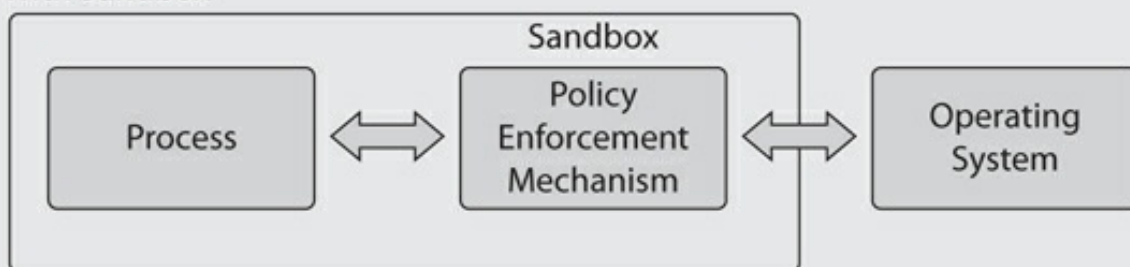 Sandbox
Process
Policy
Enforcement
Mechanism
Operating
System